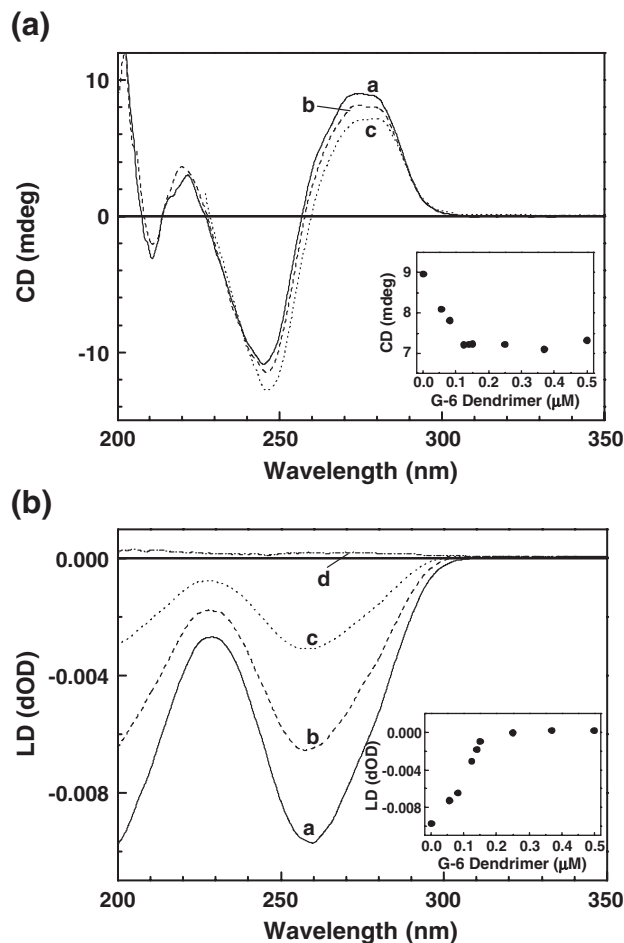 (a)
10
0
-10
CD (mdeg)
a
b
c
9
8
7
CD (mdeg)
0.0 0.1 0.2 0.3 0.4 0.5
G-6 Dendrimer (μM)
200 250 300 350
Wavelength (nm)
(b)
0.000
-0.004
-0.008
LD (dOD)
d
c
b
a
0.000
-0.004
-0.008
LD (dOD)
0.0 0.1 0.2 0.3 0.4 0.5
G-6 Dendrimer (μM)
200 250 300 350
Wavelength (nm)